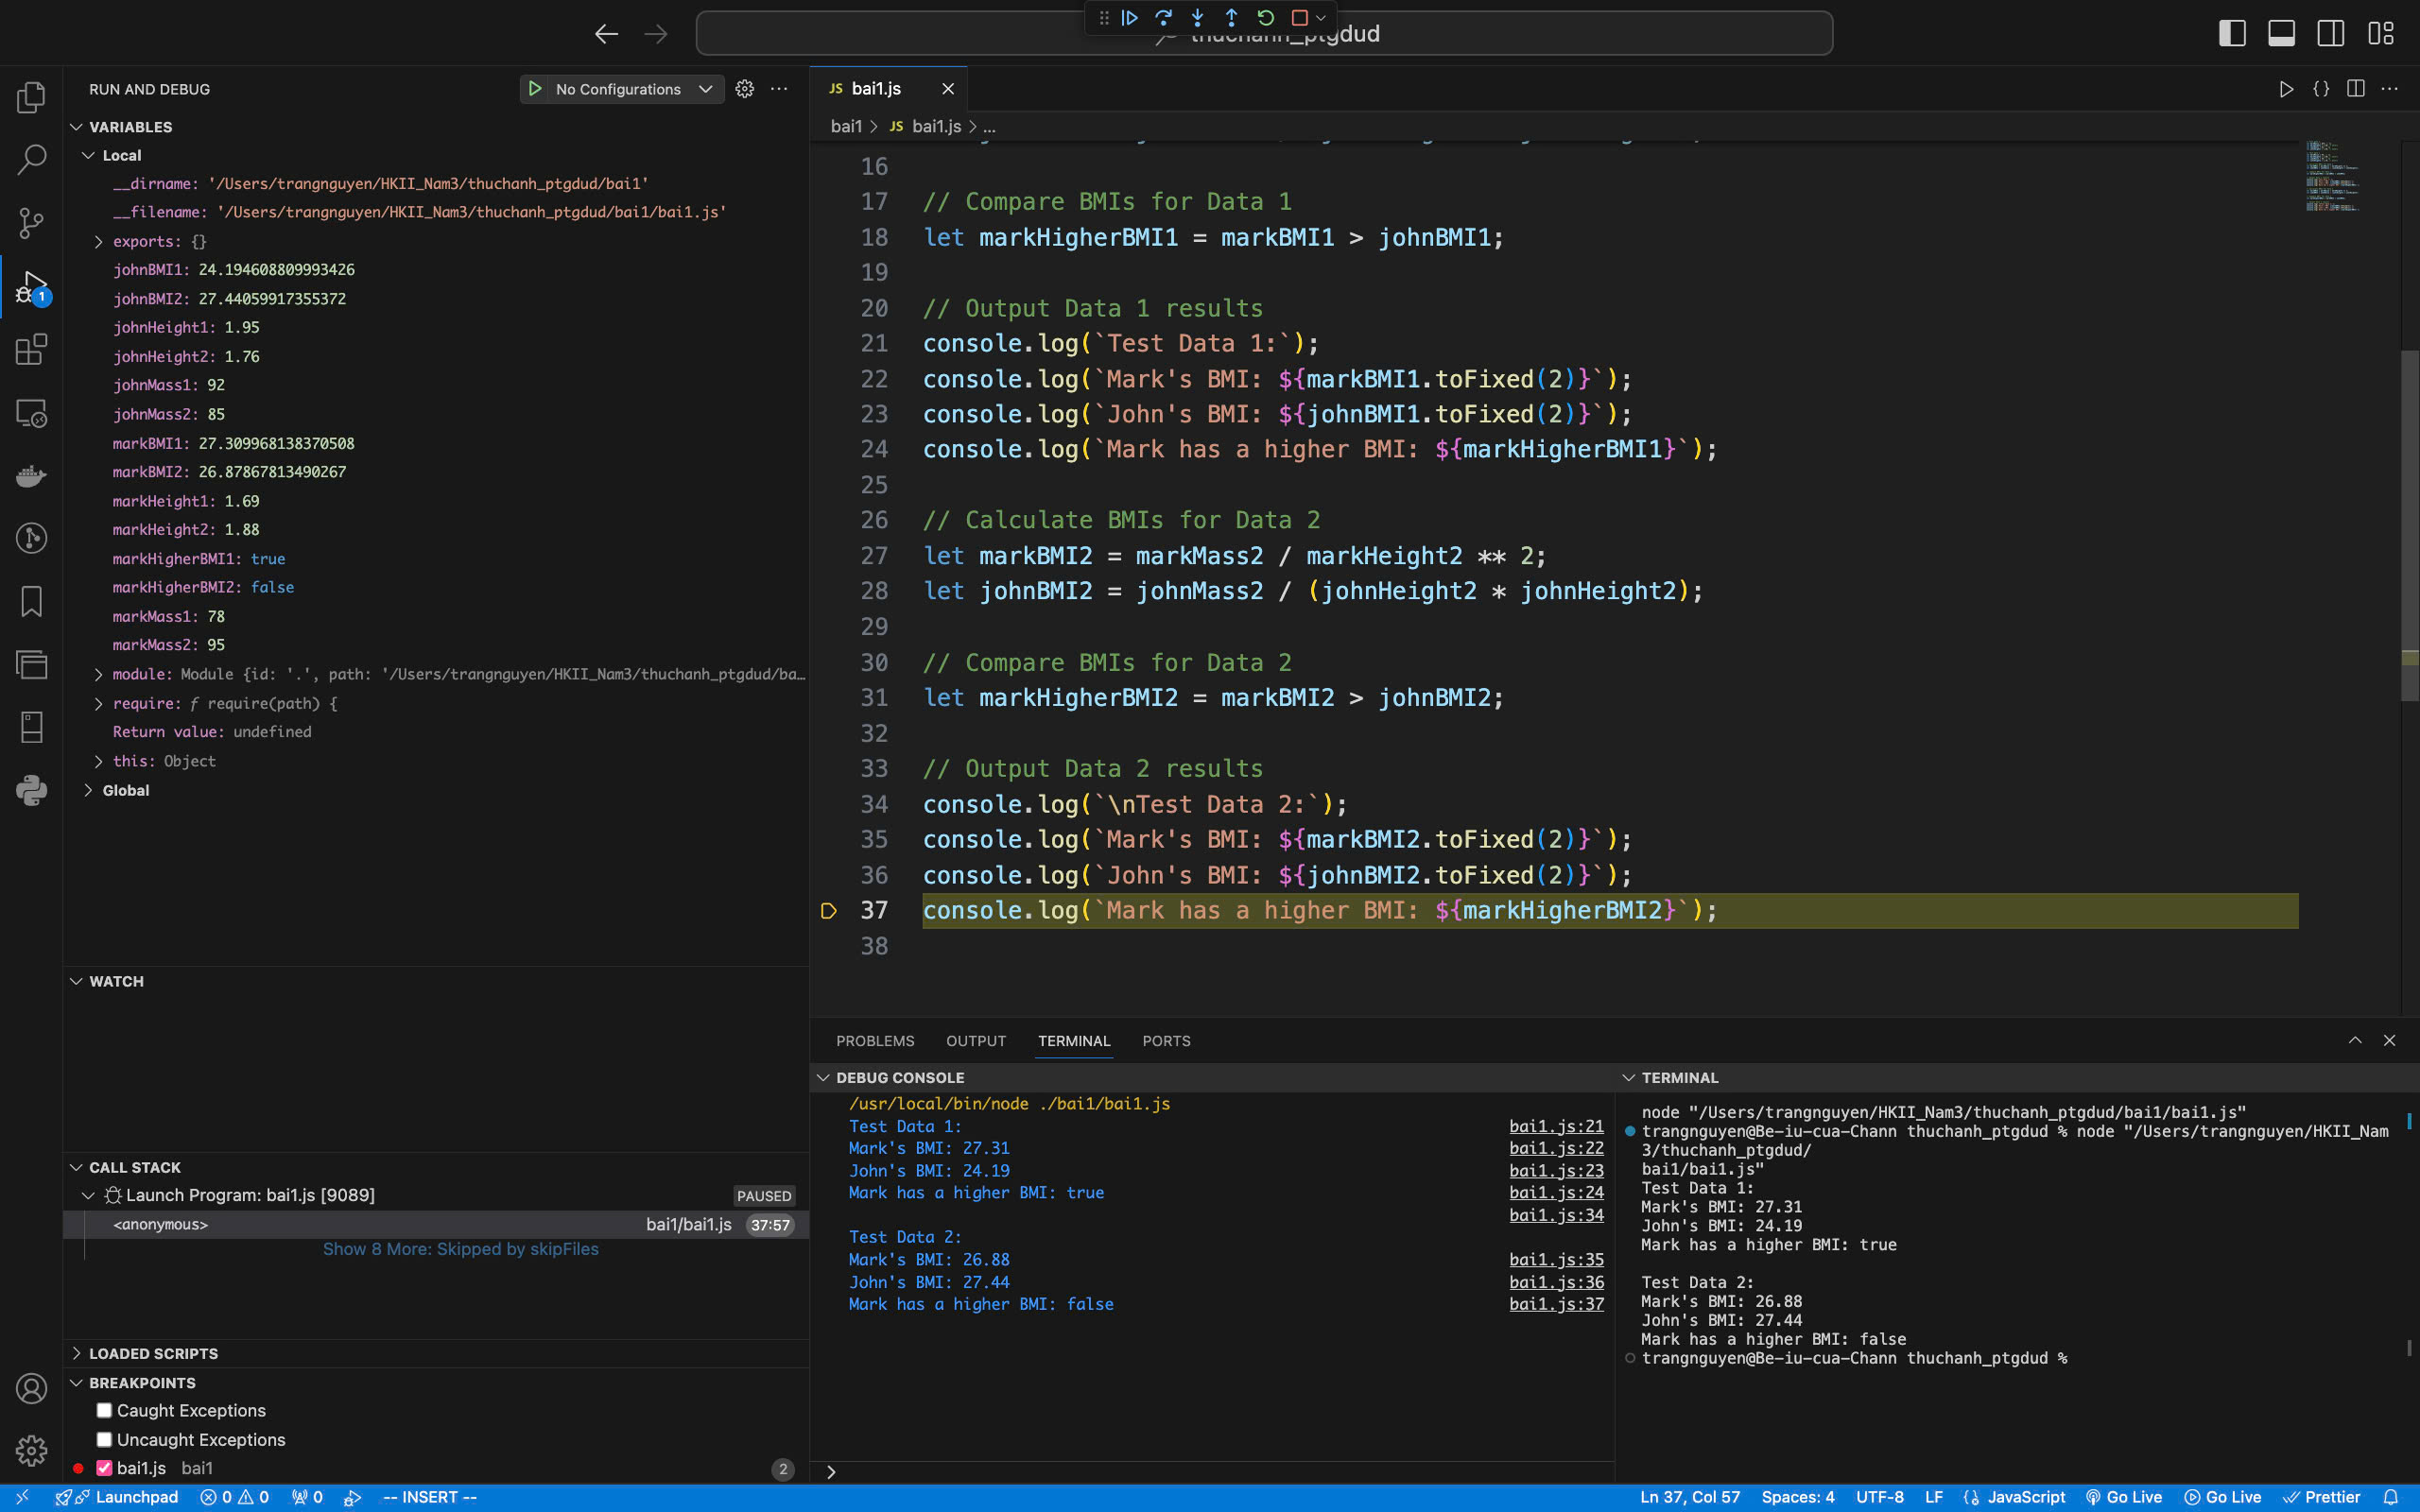 thuchanh_ptgdud
RUN AND DEBUG
No Configurations
VARIABLES
Local
__dirname: '/Users/trangnguyen/HKII_Nam3/thuchanh_ptgdud/bai1'
__filename: '/Users/trangnguyen/HKII_Nam3/thuchanh_ptgdud/bai1/bai1.js'
exports: {}
johnBMI1: 24.194608809993426
johnBMI2: 27.44059917355372
johnHeight1: 1.95
johnHeight2: 1.76
johnMass1: 92
johnMass2: 85
markBMI1: 27.309968138370508
markBMI2: 26.87867813490267
markHeight1: 1.69
markHeight2: 1.88
markHigherBMI1: true
markHigherBMI2: false
markMass1: 78
markMass2: 95
module: Module {id: '.', path: '/Users/trangnguyen/HKII_Nam3/thuchanh_ptgdud/ba…
require: ƒ require(path) {
Return value: undefined
this: Object
Global
WATCH
CALL STACK
Launch Program: bai1.js [9089] PAUSED
<anonymous> bai1/bai1.js 37:57
Show 8 More: Skipped by skipFiles
LOADED SCRIPTS
BREAKPOINTS
Caught Exceptions
Uncaught Exceptions
bai1.js bai1 2
1
JS bai1.js
bai1 > JS bai1.js > ...
16
17 // Compare BMIs for Data 1
18 let markHigherBMI1 = markBMI1 > johnBMI1;
19
20 // Output Data 1 results
21 console.log(`Test Data 1:`);
22 console.log(`Mark's BMI: ${markBMI1.toFixed(2)}`);
23 console.log(`John's BMI: ${johnBMI1.toFixed(2)}`);
24 console.log(`Mark has a higher BMI: ${markHigherBMI1}`);
25
26 // Calculate BMIs for Data 2
27 let markBMI2 = markMass2 / markHeight2 ** 2;
28 let johnBMI2 = johnMass2 / (johnHeight2 * johnHeight2);
29
30 // Compare BMIs for Data 2
31 let markHigherBMI2 = markBMI2 > johnBMI2;
32
33 // Output Data 2 results
34 console.log(`\nTest Data 2:`);
35 console.log(`Mark's BMI: ${markBMI2.toFixed(2)}`);
36 console.log(`John's BMI: ${johnBMI2.toFixed(2)}`);
37 console.log(`Mark has a higher BMI: ${markHigherBMI2}`);
38
PROBLEMS OUTPUT TERMINAL PORTS
DEBUG CONSOLE
/usr/local/bin/node ./bai1/bai1.js
Test Data 1: bai1.js:21
Mark's BMI: 27.31 bai1.js:22
John's BMI: 24.19 bai1.js:23
Mark has a higher BMI: true bai1.js:24
bai1.js:34
Test Data 2:
Mark's BMI: 26.88 bai1.js:35
John's BMI: 27.44 bai1.js:36
Mark has a higher BMI: false bai1.js:37
TERMINAL
node "/Users/trangnguyen/HKII_Nam3/thuchanh_ptgdud/bai1/bai1.js"
trangnguyen@Be-iu-cua-Chann thuchanh_ptgdud % node "/Users/trangnguyen/HKII_Nam
3/thuchanh_ptgdud/
bai1/bai1.js"
Test Data 1:
Mark's BMI: 27.31
John's BMI: 24.19
Mark has a higher BMI: true
Test Data 2:
Mark's BMI: 26.88
John's BMI: 27.44
Mark has a higher BMI: false
trangnguyen@Be-iu-cua-Chann thuchanh_ptgdud %
Launchpad 0 0 0 -- INSERT -- Ln 37, Col 57 Spaces: 4 UTF-8 LF JavaScript Go Live Go Live Prettier